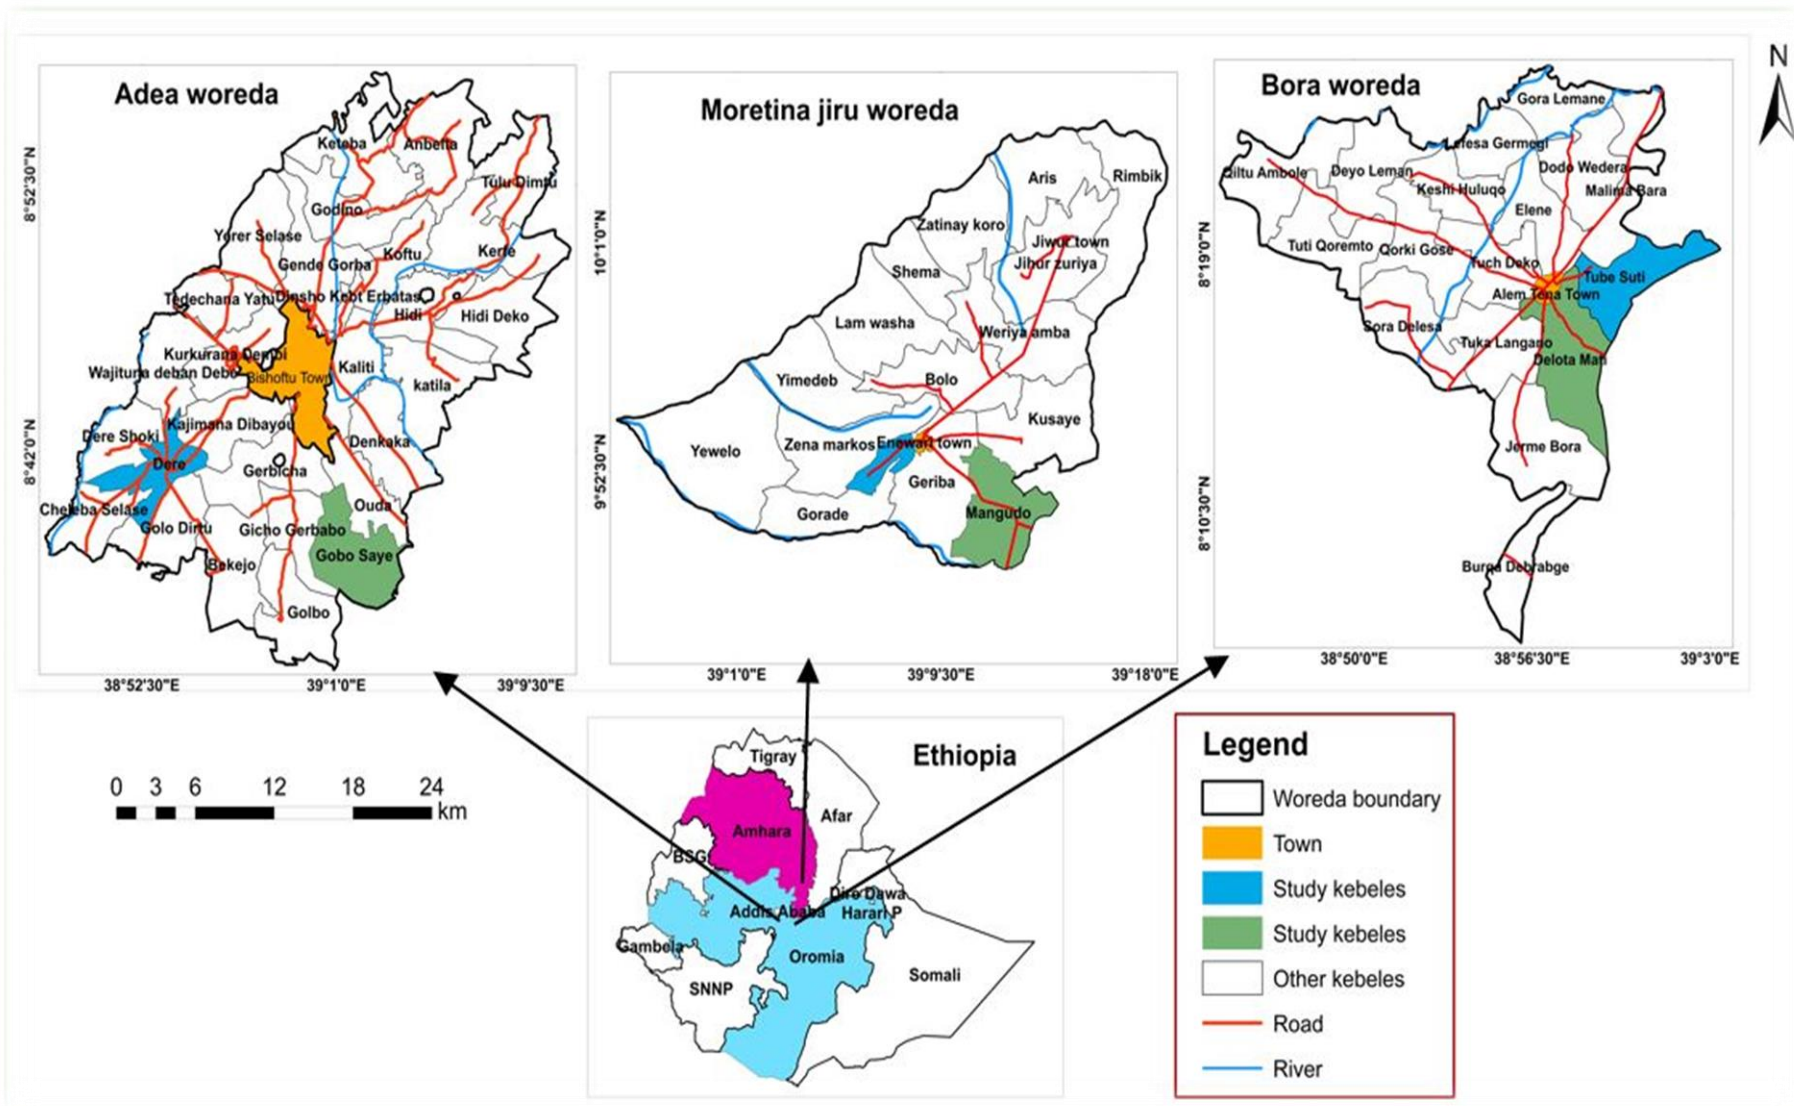 N
Adea woreda
8°52'30"N
8°42'0"N
Keteba
Anbella
Tulu Dimtu
Godino
Yerer Selase
Gende Gorba
Koftu
Kerfe
Tedechana Yatu
Dinsho Kebt Erbatas
Hidi
Hidi Deko
Kurkurana Dembi
Wajituna deban Debo
Bishoftu Town
Kaliti
katila
Dere Shoki
Kajimana Dibayou
Denkaka
Dere
Gerbicha
Cheleba Selase
Golo Dirtu
Gicho Gerbabo
Ouda
Gobo Saye
Bekejo
Golbo
38°52'30"E
39°1'0"E
39°9'30"E
Moretina jiru woreda
10°1'0"N
9°52'30"N
Aris
Rimbik
Zatinay koro
Jiwur town
Jihur zuriya
Shema
Lam washa
Weriya amba
Yimedeb
Bolo
Kusaye
Yewelo
Zena markos
Enewari town
Geriba
Gorade
Mangudo
39°1'0"E
39°9'30"E
39°18'0"E
Bora woreda
8°19'0"N
8°10'30"N
Gora Lemane
Lefesa Germegi
Qiltu Ambole
Deyo Leman
Dodo Wedera
Keshi Huluqo
Malima Bara
Elene
Tuti Qoremto
Qorki Gose
Tuch Dako
Tube Suti
Alem Tena Town
Sora Delesa
Tuka Langano
Delota Mati
Jerme Bora
Burqa Debrabge
38°50'0"E
38°56'30"E
39°3'0"E
0 3 6 12 18 24
km
Ethiopia
Tigray
Afar
Amhara
BSG
Dire Dawa
Addis Ababa
Harari P
Gambela
Oromia
SNNP
Somali
Legend
Woreda boundary
Town
Study kebeles
Study kebeles
Other kebeles
Road
River